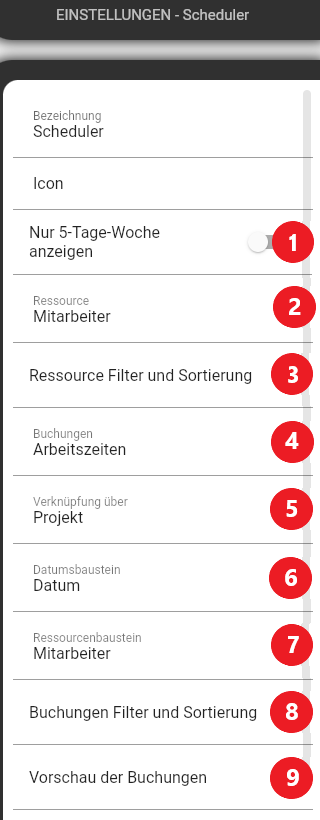 EINSTELLUNGEN - Scheduler
Bezeichnung
Scheduler
Icon
Nur 5-Tage-Woche
anzeigen
1
Ressource
Mitarbeiter
2
Ressource Filter und Sortierung
3
Buchungen
Arbeitszeiten
4
Verknüpfung über
Projekt
5
Datumsbaustein
Datum
6
Ressourcenbaustein
Mitarbeiter
7
Buchungen Filter und Sortierung
8
Vorschau der Buchungen
9